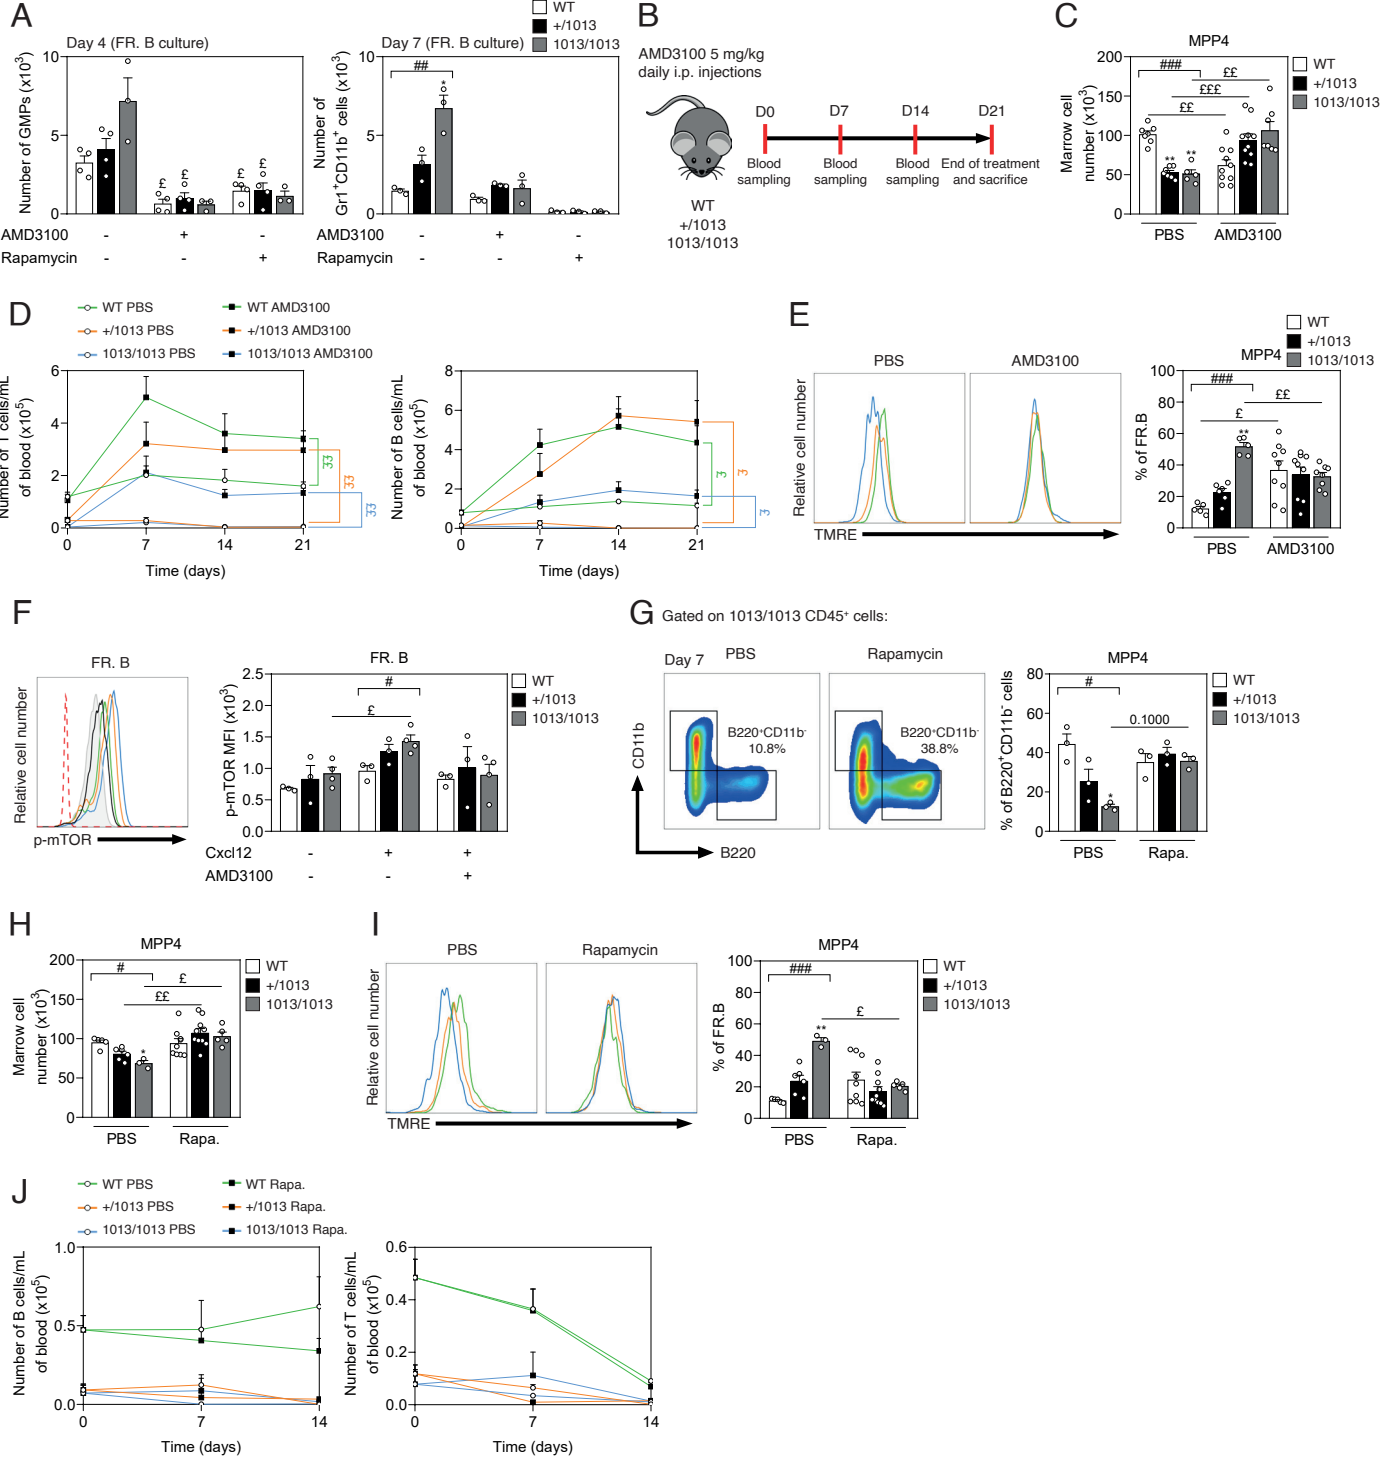 A
Day 4 (FR. B culture)
Number of GMPs (x10³)
10
5
0
£ £ £ £
AMD3100 - + -
Rapamycin - - +
Day 7 (FR. B culture)
WT
+/1013
1013/1013
Number of
Gr1⁺CD11b⁺ cells (x10³)
10
5
0
##
*
AMD3100 - + -
Rapamycin - - +
B
AMD3100 5 mg/kg
daily i.p. injections
D0 D7 D14 D21
Blood sampling
Blood sampling
Blood sampling
End of treatment
and sacrifice
WT
+/1013
1013/1013
C
MPP4
WT
+/1013
1013/1013
Marrow cell
number (x10³)
200
150
100
50
0
###
££
£££
££
** **
PBS AMD3100
D
WT PBS
+/1013 PBS
1013/1013 PBS
WT AMD3100
+/1013 AMD3100
1013/1013 AMD3100
Number of T cells/mL
of blood (x10⁵)
6
4
2
0
0 7 14 21
Time (days)
££
££
££
Number of B cells/mL
of blood (x10⁵)
8
6
4
2
0
0 7 14 21
Time (days)
£
£
£
E
PBS AMD3100
Relative cell number
TMRE
WT
+/1013
1013/1013
MPP4
% of FR.B
100
80
60
40
20
0
###
££
£
**
PBS AMD3100
F
FR. B
Relative cell number
p-mTOR
FR. B
WT
+/1013
1013/1013
p-mTOR MFI (x10³)
2.5
2.0
1.5
1.0
0.5
0.0
#
£
Cxcl12 - + +
AMD3100 - - +
G
Gated on 1013/1013 CD45⁺ cells:
Day 7
PBS Rapamycin
B220⁺CD11b⁻
10.8%
B220⁺CD11b⁻
38.8%
CD11b
B220
MPP4
WT
+/1013
1013/1013
% of B220⁺CD11b⁻ cells
80
60
40
20
0
#
0.1000
*
PBS Rapa.
H
MPP4
WT
+/1013
1013/1013
Marrow cell
number (x10³)
200
150
100
50
0
#
£
££
*
PBS Rapa.
I
PBS Rapamycin
Relative cell number
TMRE
MPP4
WT
+/1013
1013/1013
% of FR.B
100
80
60
40
20
0
###
£
**
PBS Rapa.
J
WT PBS
+/1013 PBS
1013/1013 PBS
WT Rapa.
+/1013 Rapa.
1013/1013 Rapa.
Number of B cells/mL
of blood (x10⁵)
1.0
0.5
0.0
0 7 14
Time (days)
Number of T cells/mL
of blood (x10⁵)
0.6
0.4
0.2
0.0
0 7 14
Time (days)